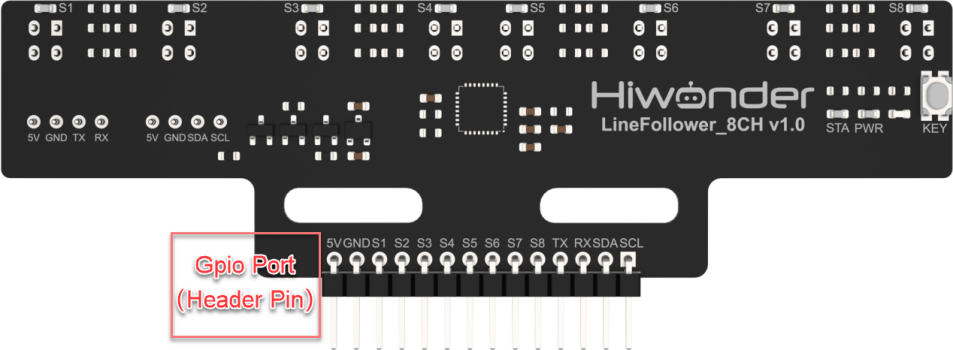 S1 S2 S3 S4 S5 S6 S7 S8
Hiwonder
LineFollower_8CH v1.0
STA PWR KEY
5V GND TX RX 5V GND SDA SCL
5V GND S1 S2 S3 S4 S5 S6 S7 S8 TX RX SDA SCL
Gpio Port
(Header Pin)